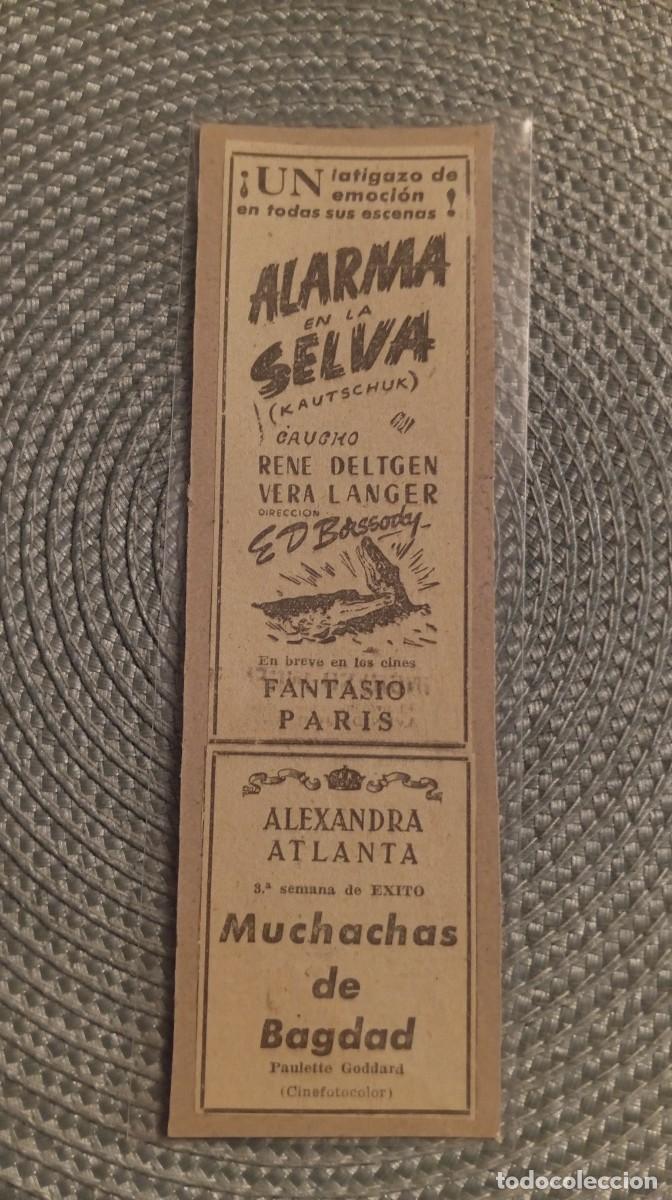 ¡UN latigazo de
emoción
en todas sus escenas!
ALARMA
EN LA
SELVA
(KAUTSCHUK)
CAUCHO
RENE DELTGEN
VERA LANGER
DIRECCION
ED Borssody
En breve en los cines
FANTASIO
PARIS
ALEXANDRA
ATLANTA
3.ª semana de EXITO
Muchachas
de
Bagdad
Paulette Goddard
(Cinefotocolor)
todocoleccion